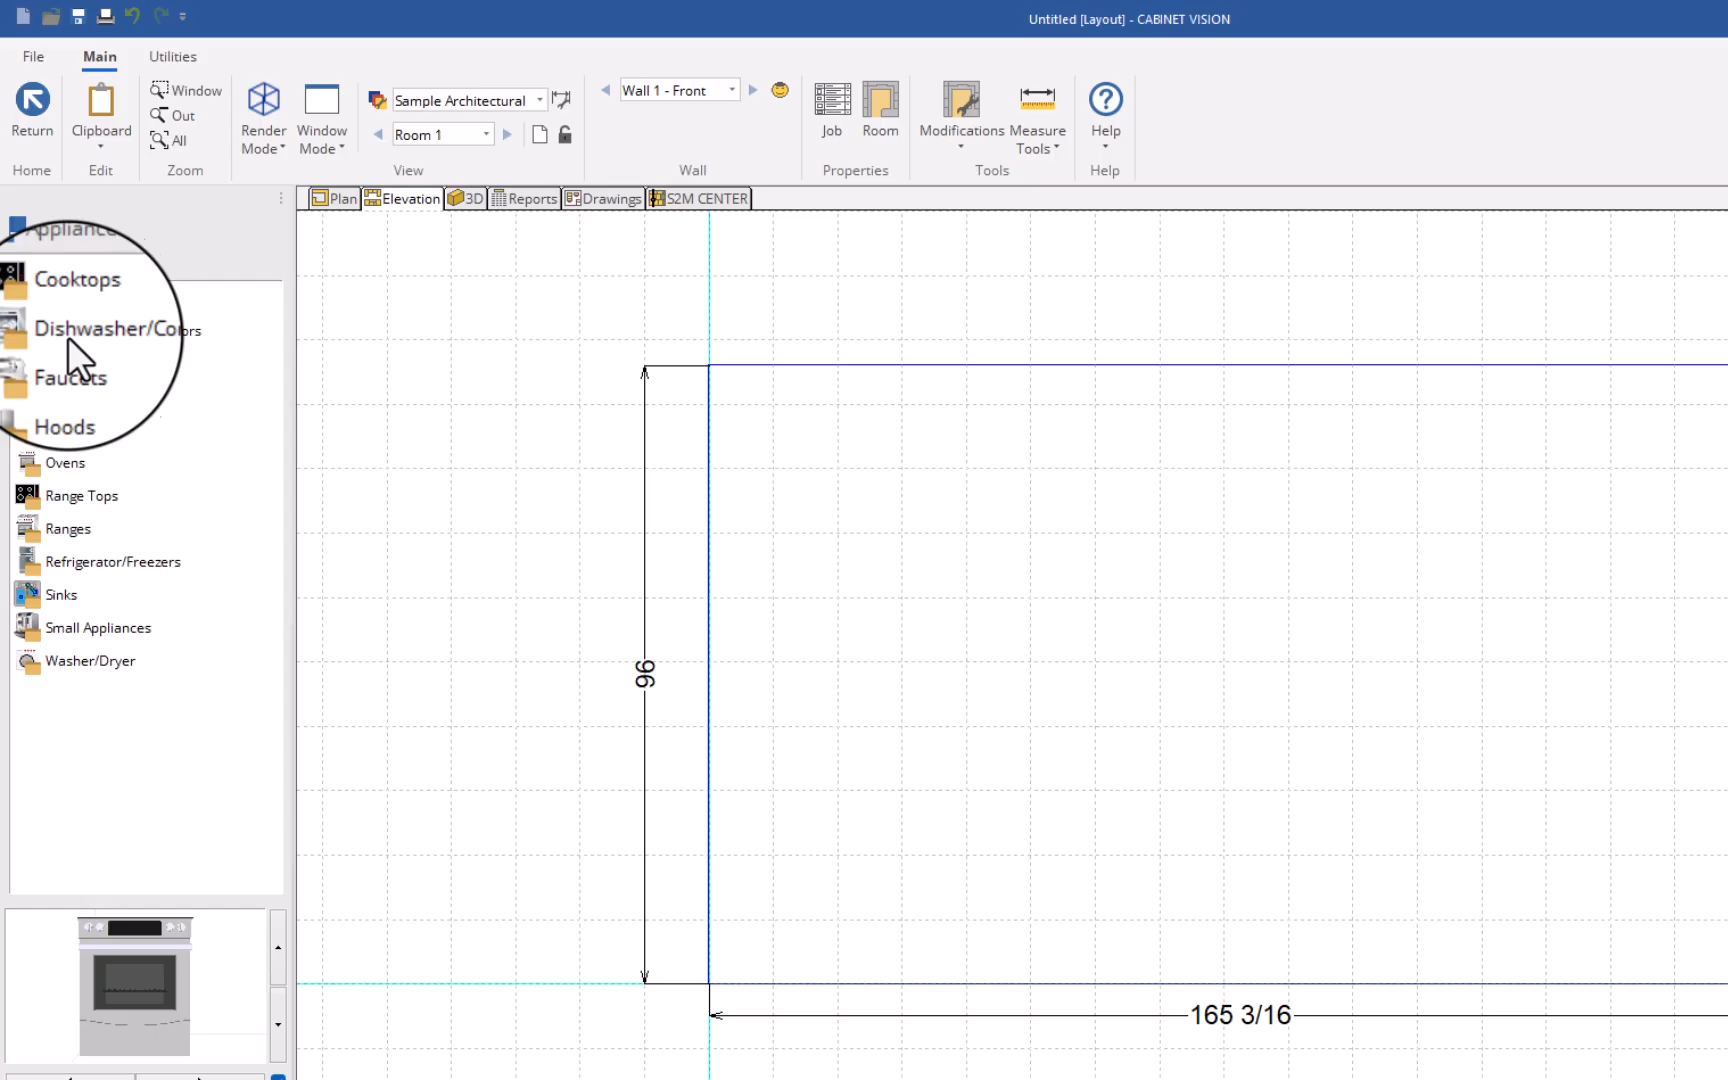 Untitled [Layout] - CABINET VISION
File Main Utilities
Return
Home
Clipboard
Edit
Window
Out
All
Zoom
Render Mode
Window Mode
Sample Architectural
Room 1
View
Wall 1 - Front
Wall
Job
Room
Properties
Modifications
Measure Tools
Tools
Help
Help
Plan Elevation 3D Reports Drawings S2M CENTER
Cooktops
Faucets
Hoods
Ovens
Range Tops
Ranges
Refrigerator/Freezers
Sinks
Small Appliances
Washer/Dryer
96
165 3/16